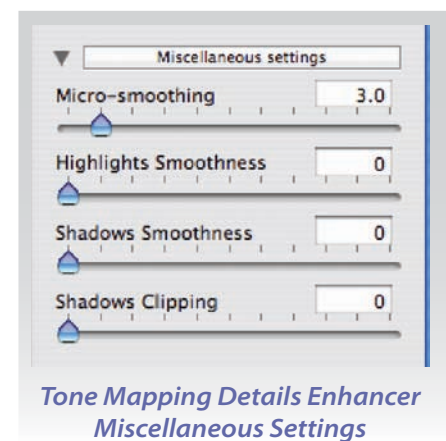 Miscellaneous settings
Micro-smoothing 3.0
Highlights Smoothness 0
Shadows Smoothness 0
Shadows Clipping 0
Tone Mapping Details Enhancer
Miscellaneous Settings